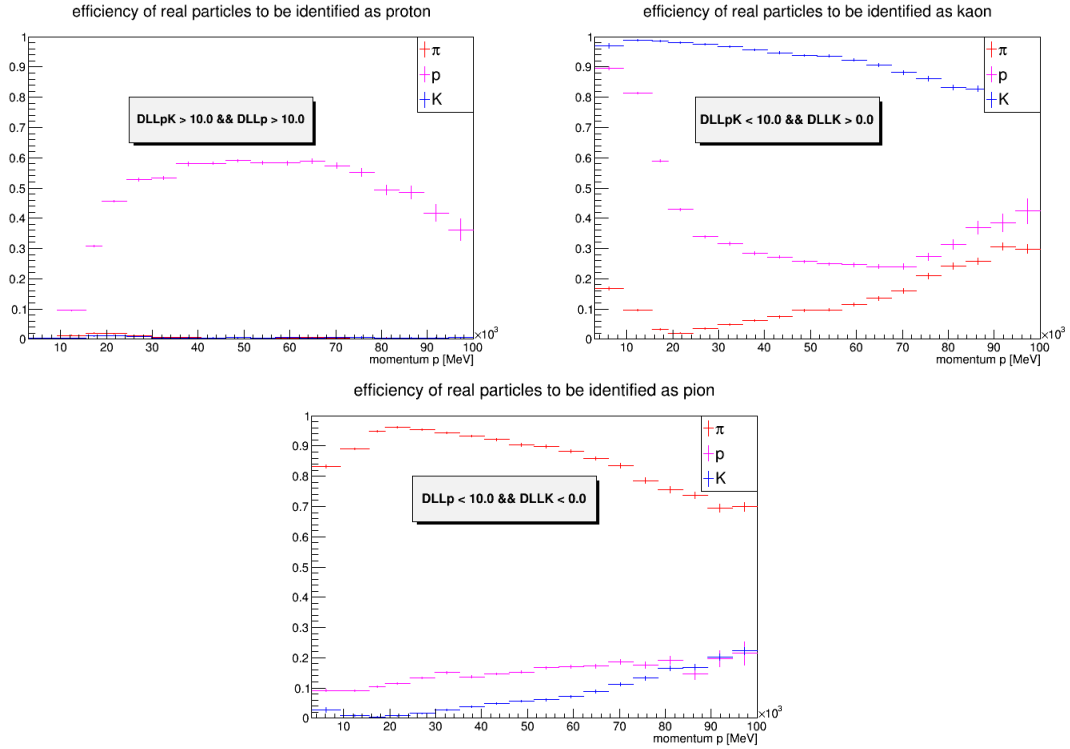 efficiency of real particles to be identified as proton
1
0.9
0.8
0.7
0.6
0.5
0.4
0.3
0.2
0.1
0
π
p
K
DLLpK > 10.0 && DLLp > 10.0
×10³
10 20 30 40 50 60 70 80 90 100
momentum p [MeV]
efficiency of real particles to be identified as kaon
1
0.9
0.8
0.7
0.6
0.5
0.4
0.3
0.2
0.1
0
π
p
K
DLLpK < 10.0 && DLLK > 0.0
×10³
10 20 30 40 50 60 70 80 90 100
momentum p [MeV]
efficiency of real particles to be identified as pion
1
0.9
0.8
0.7
0.6
0.5
0.4
0.3
0.2
0.1
0
π
p
K
DLLp < 10.0 && DLLK < 0.0
×10³
10 20 30 40 50 60 70 80 90 100
momentum p [MeV]